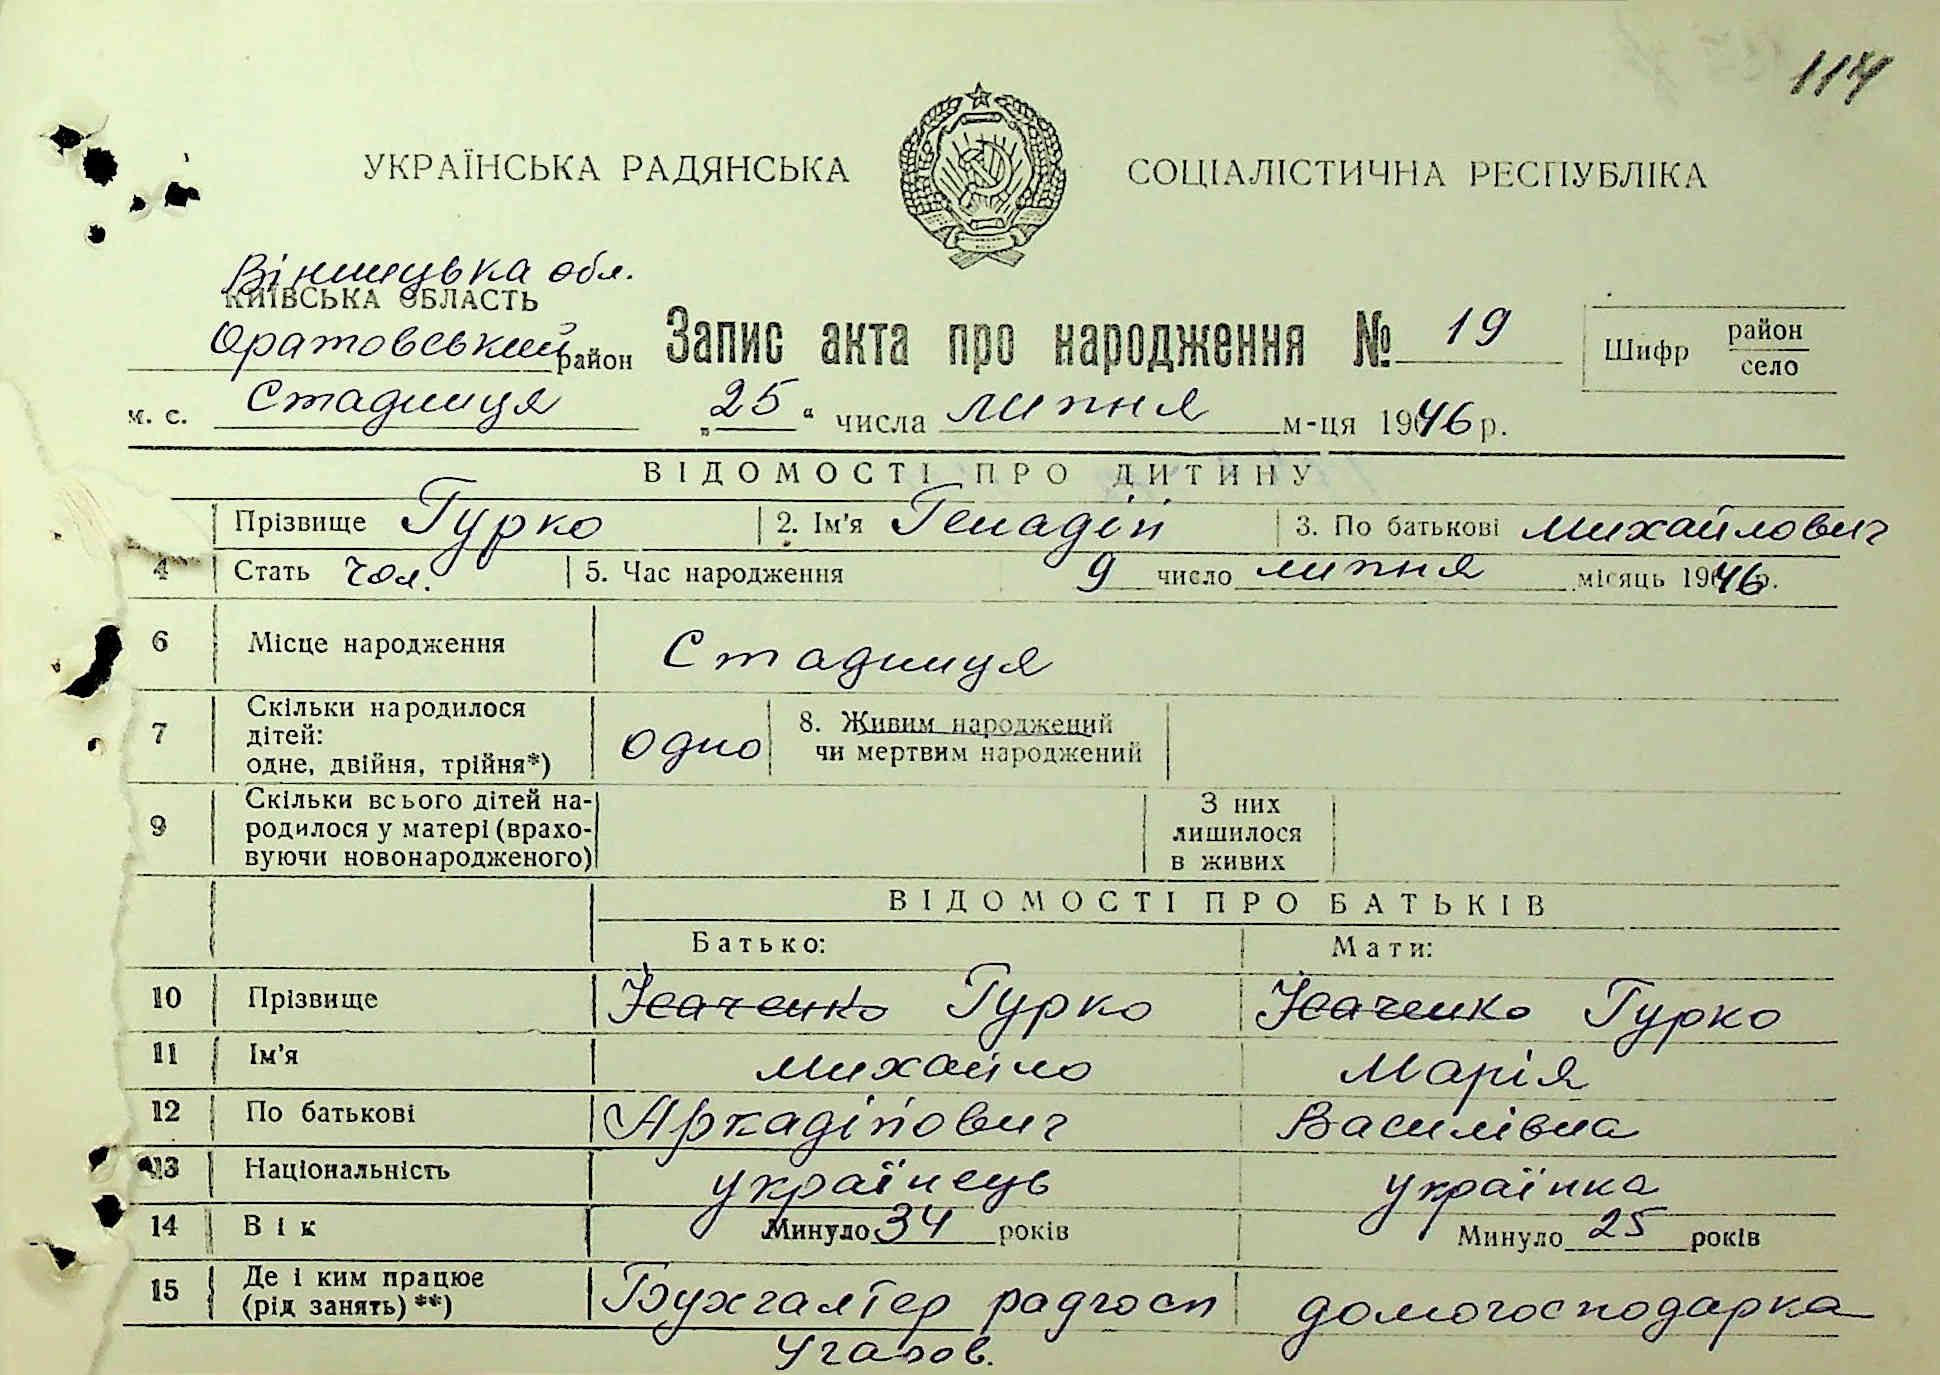 114
УКРАЇНСЬКА РАДЯНСЬКА СОЦІАЛІСТИЧНА РЕСПУБЛІКА
Вінницька обл.
КИЇВСЬКА ОБЛАСТЬ
Оратовський район
Запис акта про народження № 19
Шифр район село
м. с. Стадниця „25“ числа липня м-ця 1946 р.
ВІДОМОСТІ ПРО ДИТИНУ
Прізвище Гурко 2. Ім'я Генадій 3. По батькові Михайлович
4 Стать чол. 5. Час народження 9 число липня місяць 1946 р.
6 Місце народження Стадниця
7 Скільки народилося дітей: одне, двійня, трійня*) одно 8. Живим народжений чи мертвим народжений
9 Скільки всього дітей народилося у матері (враховуючи новонародженого) З них лишилося в живих
ВІДОМОСТІ ПРО БАТЬКІВ
Батько: Мати:
10 Прізвище Усаченко Гурко Усаченко Гурко
11 Ім'я Михайло Марія
12 По батькові Аркадійович Василівна
13 Національність українець українка
14 Вік Минуло 34 років Минуло 25 років
15 Де і ким працює (рід занять) **) Бухгалтер радгосп домогосподарка